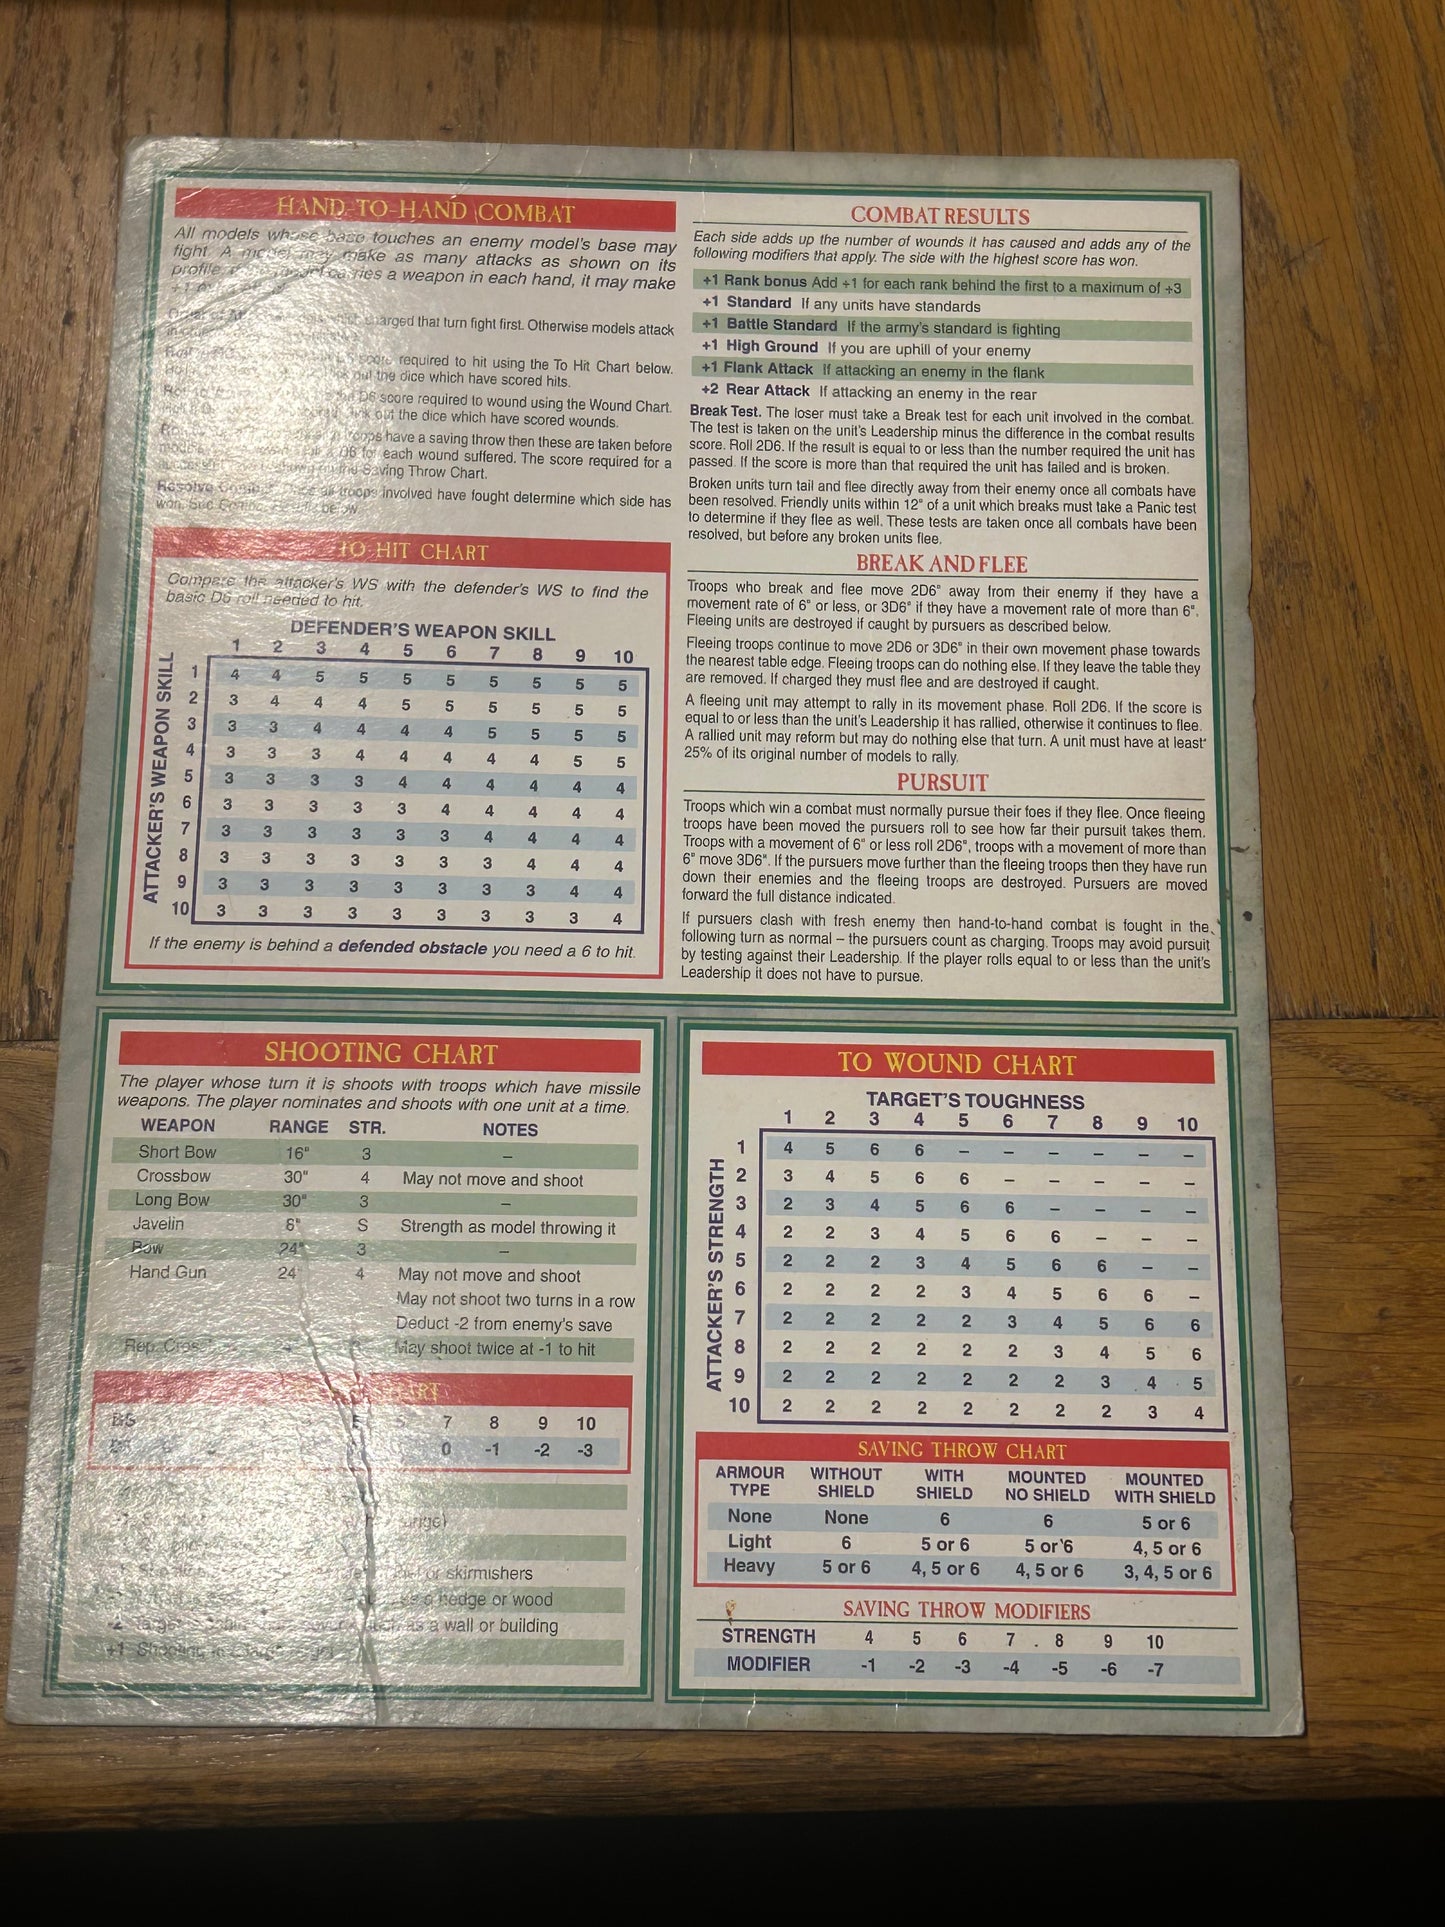 HAND-TO-HAND COMBAT
All models whose base touches an enemy model's base may
fight. A model may make as many attacks as shown on its
profile. carries a weapon in each hand, it may make
charged that turn fight first. Otherwise models attack
score required to hit using the To Hit Chart below.
out the dice which have scored hits.
D6 score required to wound using the Wound Chart.
out the dice which have scored wounds.
troops have a saving throw then these are taken before
D6 for each wound suffered. The score required for a
Saving Throw Chart.
Resolve Combat troops involved have fought determine which side has
won. below
TO HIT CHART
Compare the attacker's WS with the defender's WS to find the
basic D6 roll needed to hit.
DEFENDER'S WEAPON SKILL
1 2 3 4 5 6 7 8 9 10
ATTACKER'S WEAPON SKILL
1 4 4 5 5 5 5 5 5 5 5
2 3 4 4 4 5 5 5 5 5 5
3 3 3 4 4 4 4 5 5 5 5
4 3 3 3 4 4 4 4 4 5 5
5 3 3 3 3 4 4 4 4 4 4
6 3 3 3 3 3 4 4 4 4 4
7 3 3 3 3 3 3 4 4 4 4
8 3 3 3 3 3 3 3 4 4 4
9 3 3 3 3 3 3 3 3 4 4
10 3 3 3 3 3 3 3 3 3 4
If the enemy is behind a defended obstacle you need a 6 to hit.
COMBAT RESULTS
Each side adds up the number of wounds it has caused and adds any of the
following modifiers that apply. The side with the highest score has won.
+1 Rank bonus Add +1 for each rank behind the first to a maximum of +3
+1 Standard If any units have standards
+1 Battle Standard If the army's standard is fighting
+1 High Ground If you are uphill of your enemy
+1 Flank Attack If attacking an enemy in the flank
+2 Rear Attack If attacking an enemy in the rear
Break Test. The loser must take a Break test for each unit involved in the combat.
The test is taken on the unit's Leadership minus the difference in the combat results
score. Roll 2D6. If the result is equal to or less than the number required the unit has
passed. If the score is more than that required the unit has failed and is broken.
Broken units turn tail and flee directly away from their enemy once all combats have
been resolved. Friendly units within 12" of a unit which breaks must take a Panic test
to determine if they flee as well. These tests are taken once all combats have been
resolved, but before any broken units flee.
BREAK AND FLEE
Troops who break and flee move 2D6" away from their enemy if they have a
movement rate of 6" or less, or 3D6" if they have a movement rate of more than 6".
Fleeing units are destroyed if caught by pursuers as described below.
Fleeing troops continue to move 2D6 or 3D6" in their own movement phase towards
the nearest table edge. Fleeing troops can do nothing else. If they leave the table they
are removed. If charged they must flee and are destroyed if caught.
A fleeing unit may attempt to rally in its movement phase. Roll 2D6. If the score is
equal to or less than the unit's Leadership it has rallied, otherwise it continues to flee.
A rallied unit may reform but may do nothing else that turn. A unit must have at least
25% of its original number of models to rally.
PURSUIT
Troops which win a combat must normally pursue their foes if they flee. Once fleeing
troops have been moved the pursuers roll to see how far their pursuit takes them.
Troops with a movement of 6" or less roll 2D6", troops with a movement of more than
6" move 3D6". If the pursuers move further than the fleeing troops then they have run
down their enemies and the fleeing troops are destroyed. Pursuers are moved
forward the full distance indicated.
If pursuers clash with fresh enemy then hand-to-hand combat is fought in the
following turn as normal – the pursuers count as charging. Troops may avoid pursuit
by testing against their Leadership. If the player rolls equal to or less than the unit's
Leadership it does not have to pursue.
SHOOTING CHART
The player whose turn it is shoots with troops which have missile
weapons. The player nominates and shoots with one unit at a time.
WEAPON RANGE STR. NOTES
Short Bow 16" 3 –
Crossbow 30" 4 May not move and shoot
Long Bow 30" 3 –
Javelin 8" S Strength as model throwing it
Bow 24" 3 –
Hand Gun 24" 4 May not move and shoot
May not shoot two turns in a row
Deduct -2 from enemy's save
Rep. Cros May shoot twice at -1 to hit
CHART
BS 7 8 9 10
0 -1 -2 -3
range)
or skirmishers
a hedge or wood
-2 as a wall or building
+1 Shooting
TO WOUND CHART
TARGET'S TOUGHNESS
1 2 3 4 5 6 7 8 9 10
ATTACKER'S STRENGTH
1 4 5 6 6 – – – – – –
2 3 4 5 6 6 – – – – –
3 2 3 4 5 6 6 – – – –
4 2 2 3 4 5 6 6 – – –
5 2 2 2 3 4 5 6 6 – –
6 2 2 2 2 3 4 5 6 6 –
7 2 2 2 2 2 3 4 5 6 6
8 2 2 2 2 2 2 3 4 5 6
9 2 2 2 2 2 2 2 3 4 5
10 2 2 2 2 2 2 2 2 3 4
SAVING THROW CHART
ARMOUR TYPE WITHOUT SHIELD WITH SHIELD MOUNTED NO SHIELD MOUNTED WITH SHIELD
None None 6 6 5 or 6
Light 6 5 or 6 5 or 6 4, 5 or 6
Heavy 5 or 6 4, 5 or 6 4, 5 or 6 3, 4, 5 or 6
SAVING THROW MODIFIERS
STRENGTH 4 5 6 7 8 9 10
MODIFIER -1 -2 -3 -4 -5 -6 -7